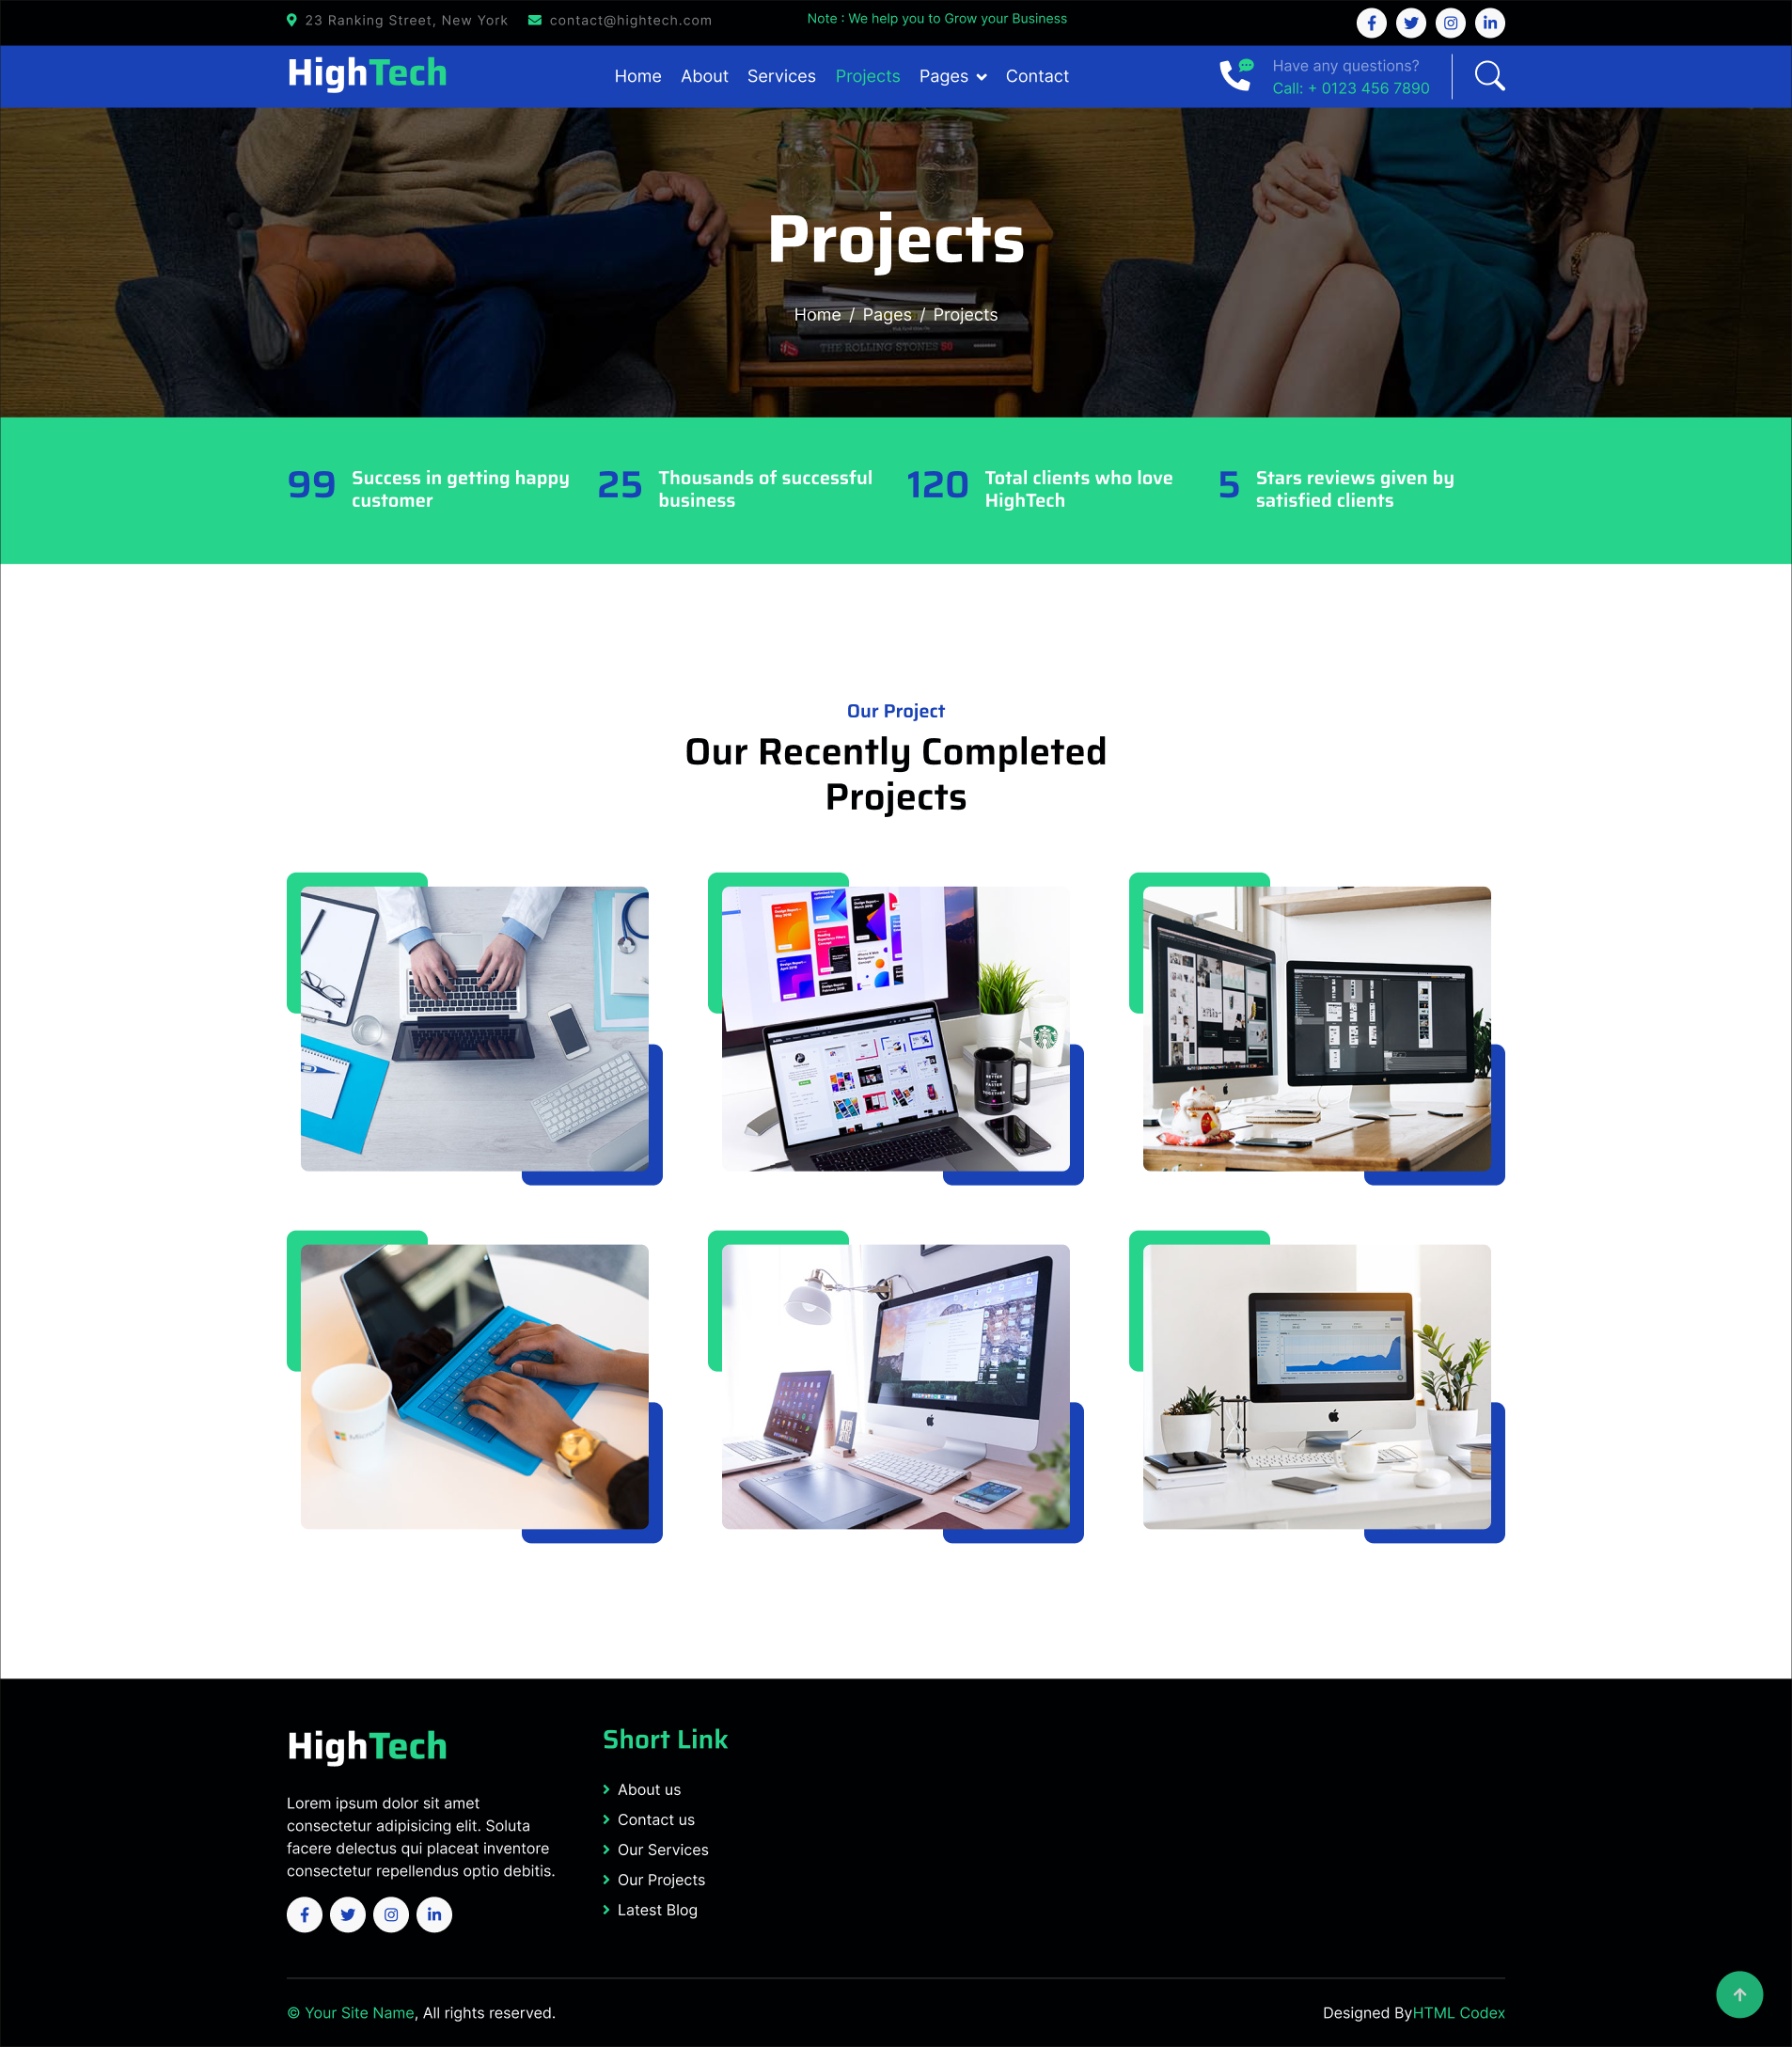 23 Ranking Street, New York contact@hightech.com Note : We help you to Grow your Business
HighTech
Home About Services Projects Pages Contact
Have any questions?
Call: + 0123 456 7890
Projects
Home / Pages / Projects
THE ROLLING STONES 50
99 Success in getting happy customer
25 Thousands of successful business
120 Total clients who love HighTech
5 Stars reviews given by satisfied clients
Our Project
Our Recently Completed
Projects
HighTech
Lorem ipsum dolor sit amet
consectetur adipisicing elit. Soluta
facere delectus qui placeat inventore
consectetur repellendus optio debitis.
Short Link
About us
Contact us
Our Services
Our Projects
Latest Blog
© Your Site Name, All rights reserved.
Designed ByHTML Codex